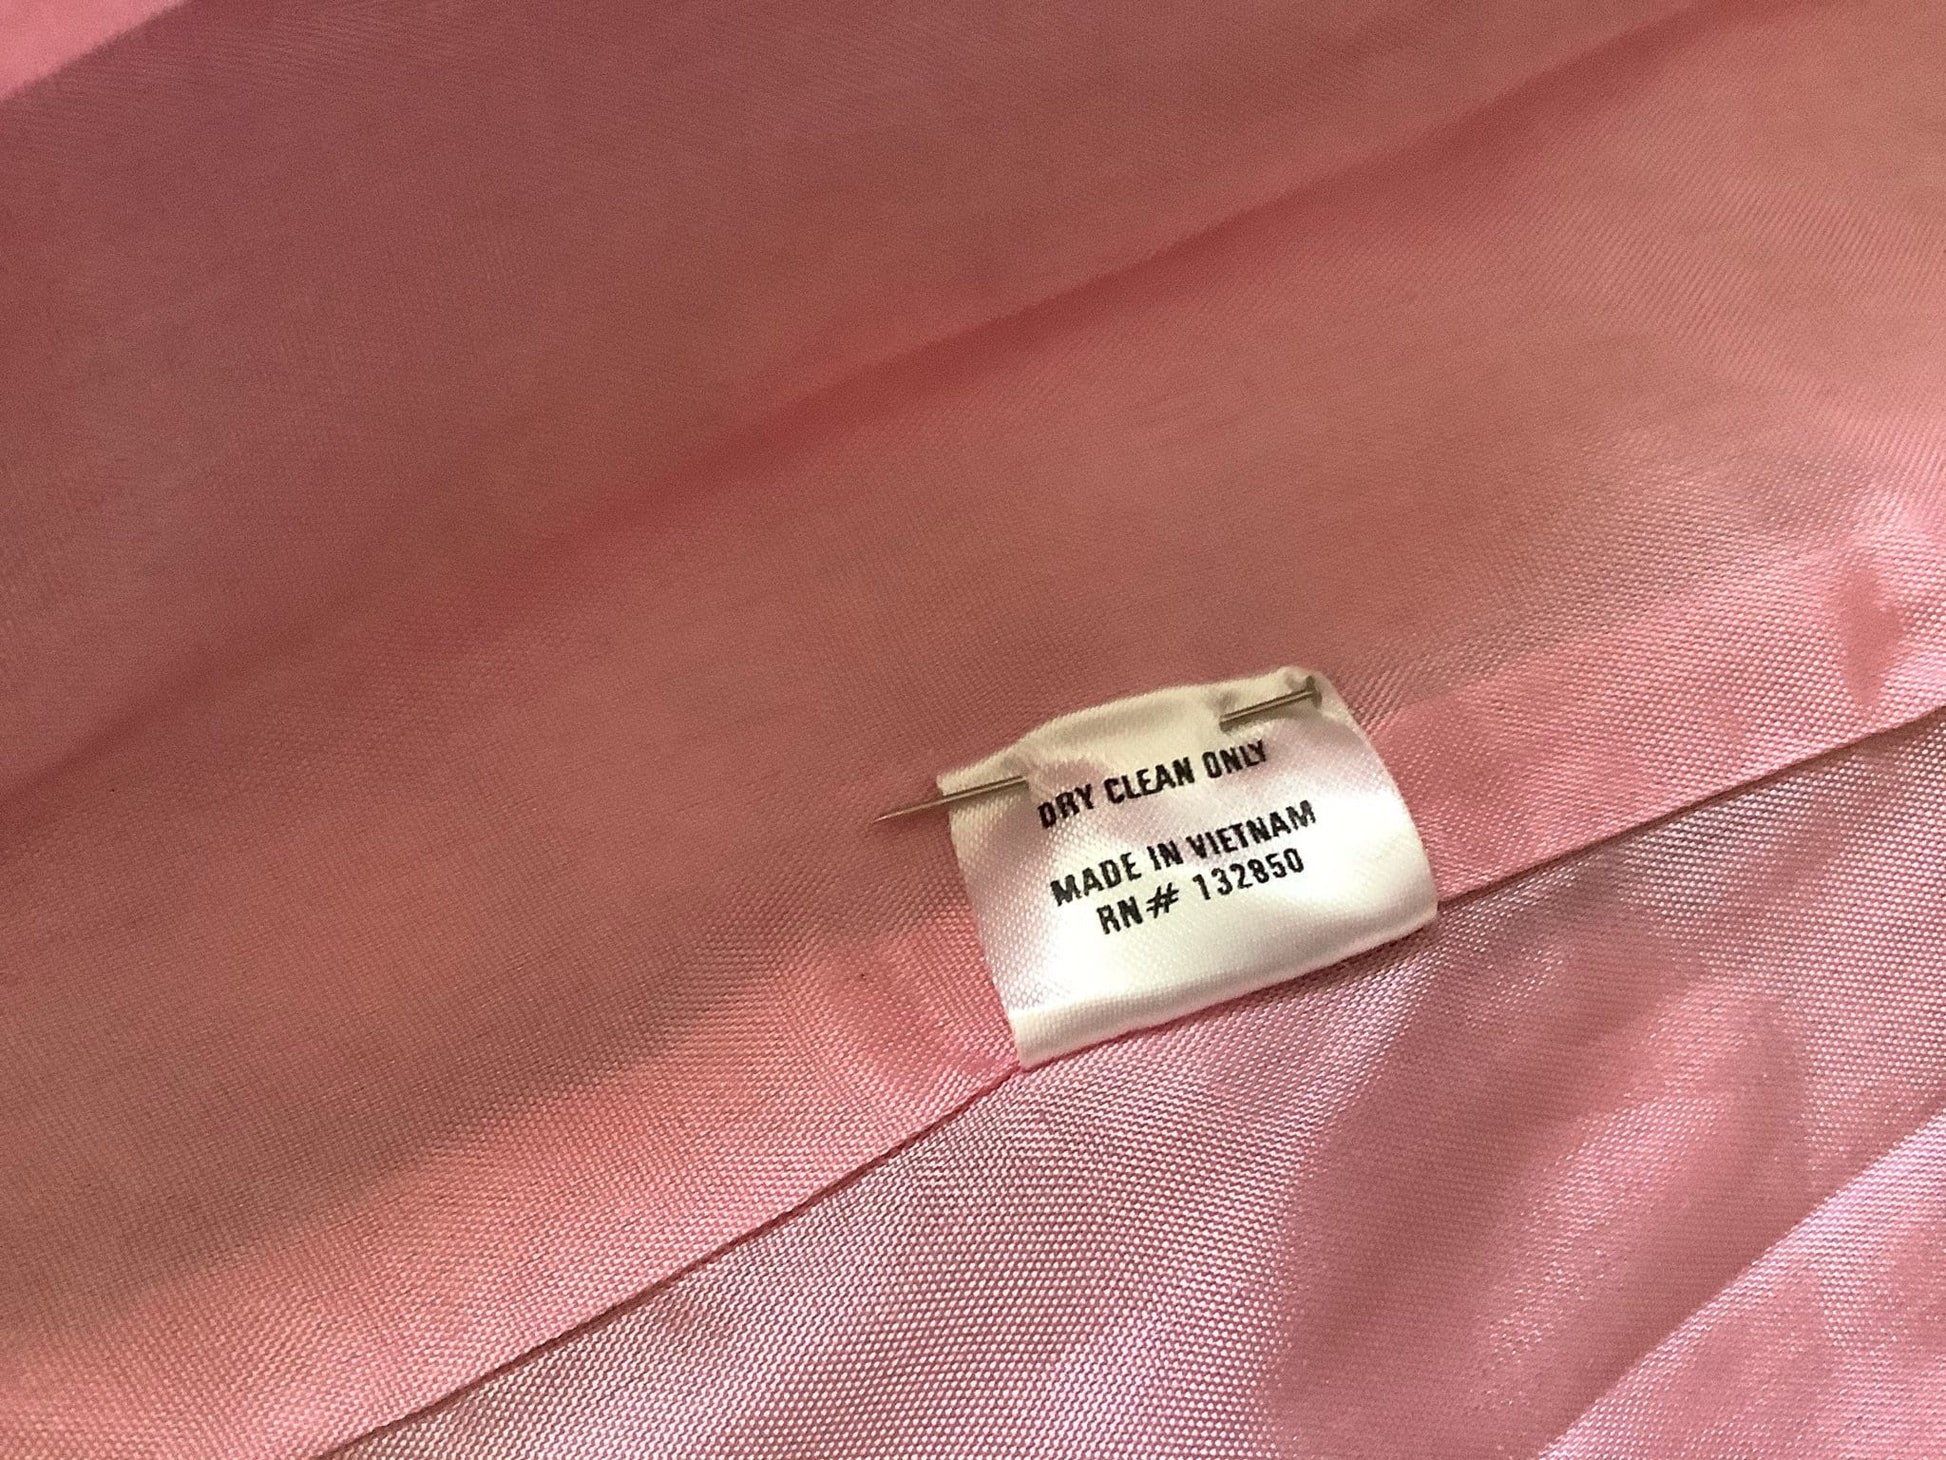 DRY CLEAN ONLY
MADE IN VIETNAM
RN# 132850